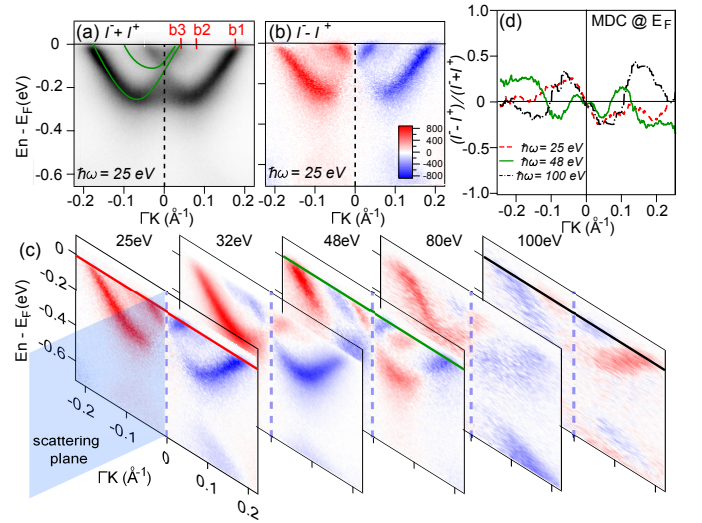 (a) I⁻+I⁺
b3 b2 b1
0
-0.2
-0.4
-0.6
En - E_F (eV)
ħω = 25 eV
-0.2 -0.1 0 0.1 0.2
ΓK (Å⁻¹)
(b) I⁻- I⁺
800
400
0
-400
-800
ħω = 25 eV
-0.2 -0.1 0 0.1 0.2
ΓK (Å⁻¹)
(d) MDC @ E_F
1.0
0.5
0
-0.5
-1.0
(I⁻- I⁺)/(I⁻+I⁺)
ħω = 25 eV
ħω = 48 eV
ħω = 100 eV
-0.2 -0.1 0 0.1 0.2
ΓK (Å⁻¹)
(c)
25eV 32eV 48eV 80eV 100eV
0
-0.2
-0.4
-0.6
En - E_F (eV)
-0.2
-0.1
0
0.1
0.2
scattering
plane
ΓK (Å⁻¹)